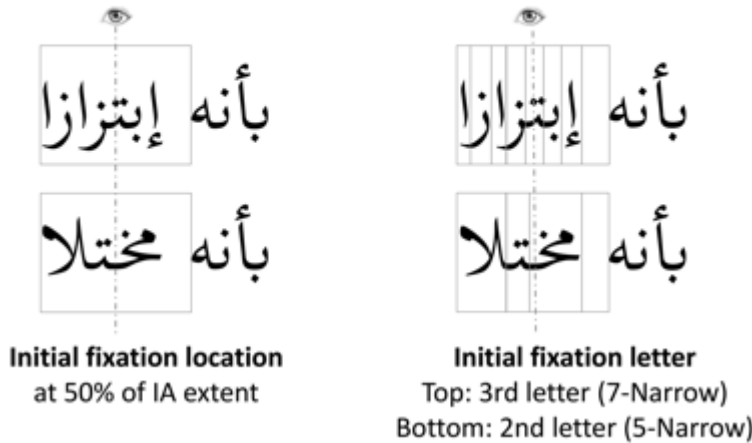 بأنه إبتزازا
بأنه مختلا
Initial fixation location
at 50% of IA extent
بأنه إبتزازا
بأنه مختلا
Initial fixation letter
Top: 3rd letter (7-Narrow)
Bottom: 2nd letter (5-Narrow)